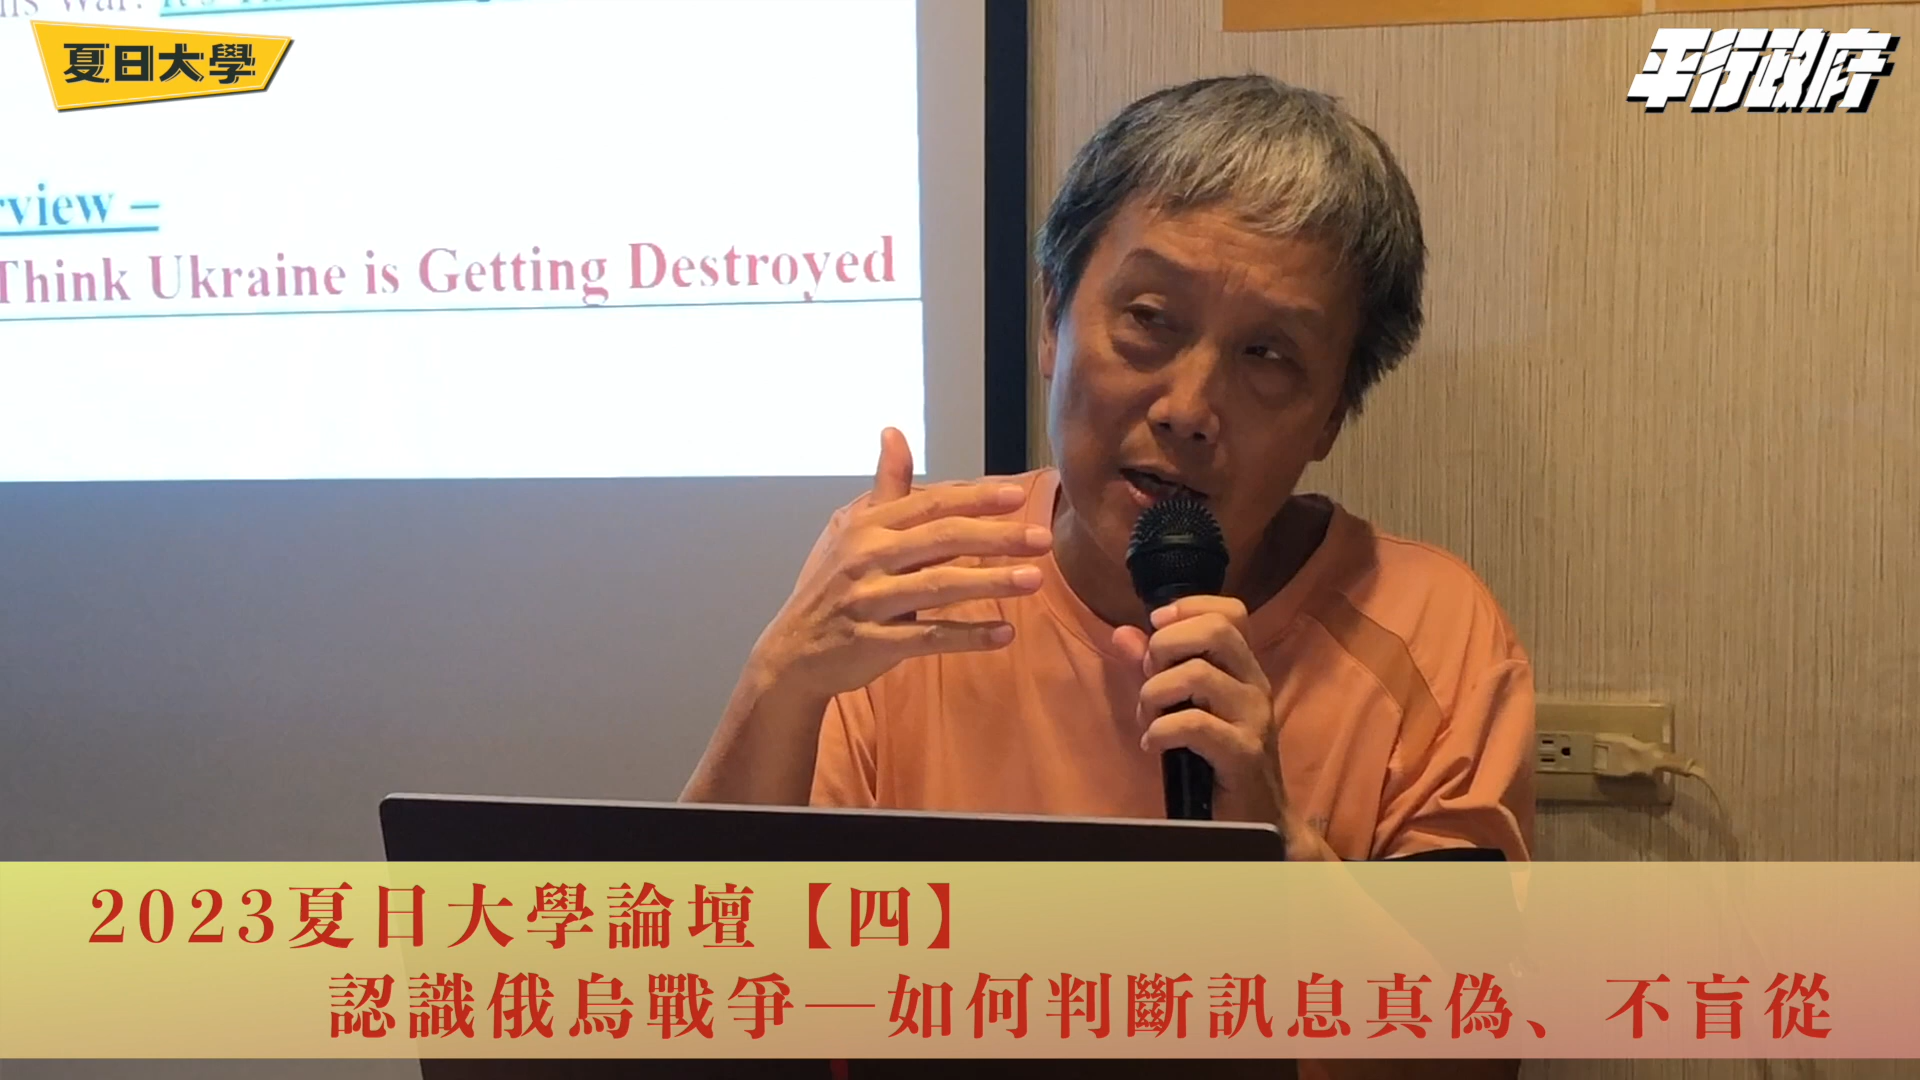 War:
夏日大學
平行政府
rview –
Think Ukraine is Getting Destroyed
2023夏日大學論壇【四】
認識俄烏戰爭—如何判斷訊息真偽、不盲從